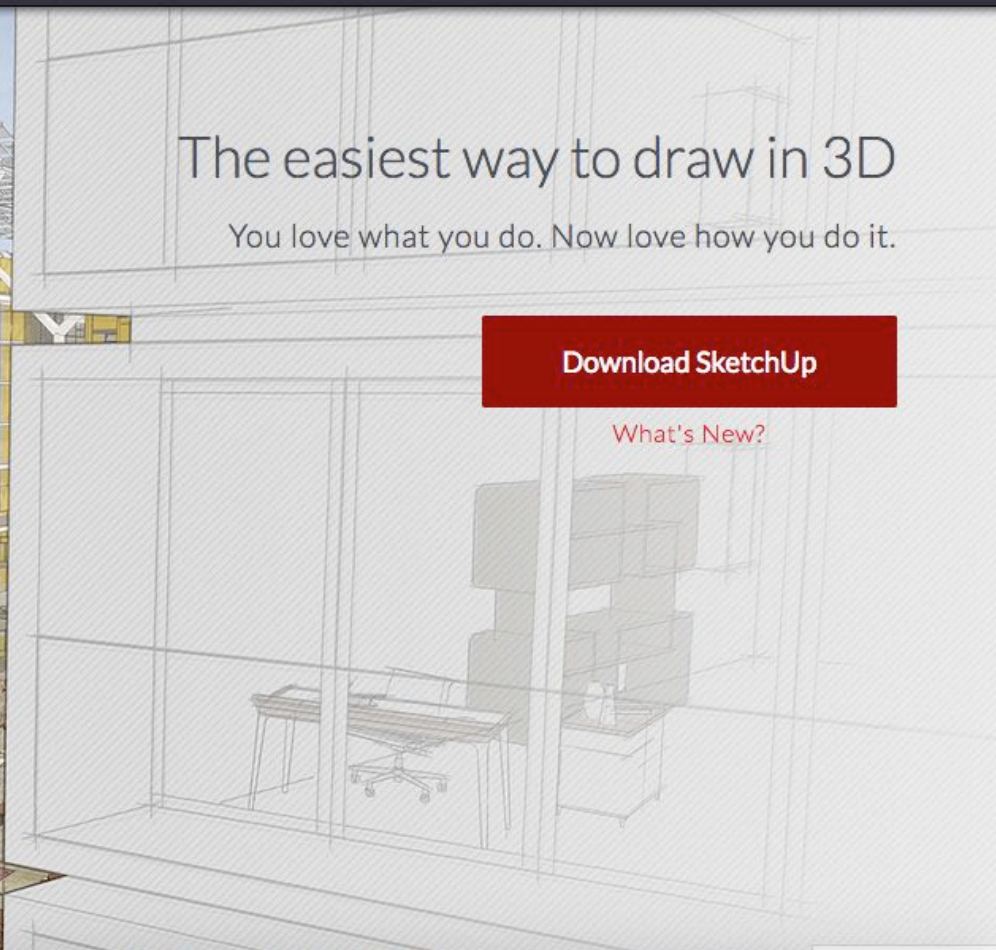 The easiest way to draw in 3D
You love what you do. Now love how you do it.
Download SketchUp
What's New?